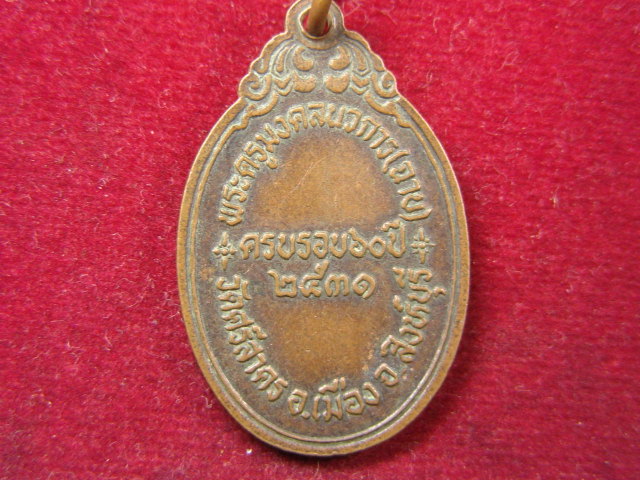 พระครูมงคลนวการ(ฉาบ)
ครบรอบ๖๐ปี
๒๕๓๑
วัดศรีสาคร อ.เมือง จ.สิงห์บุรี